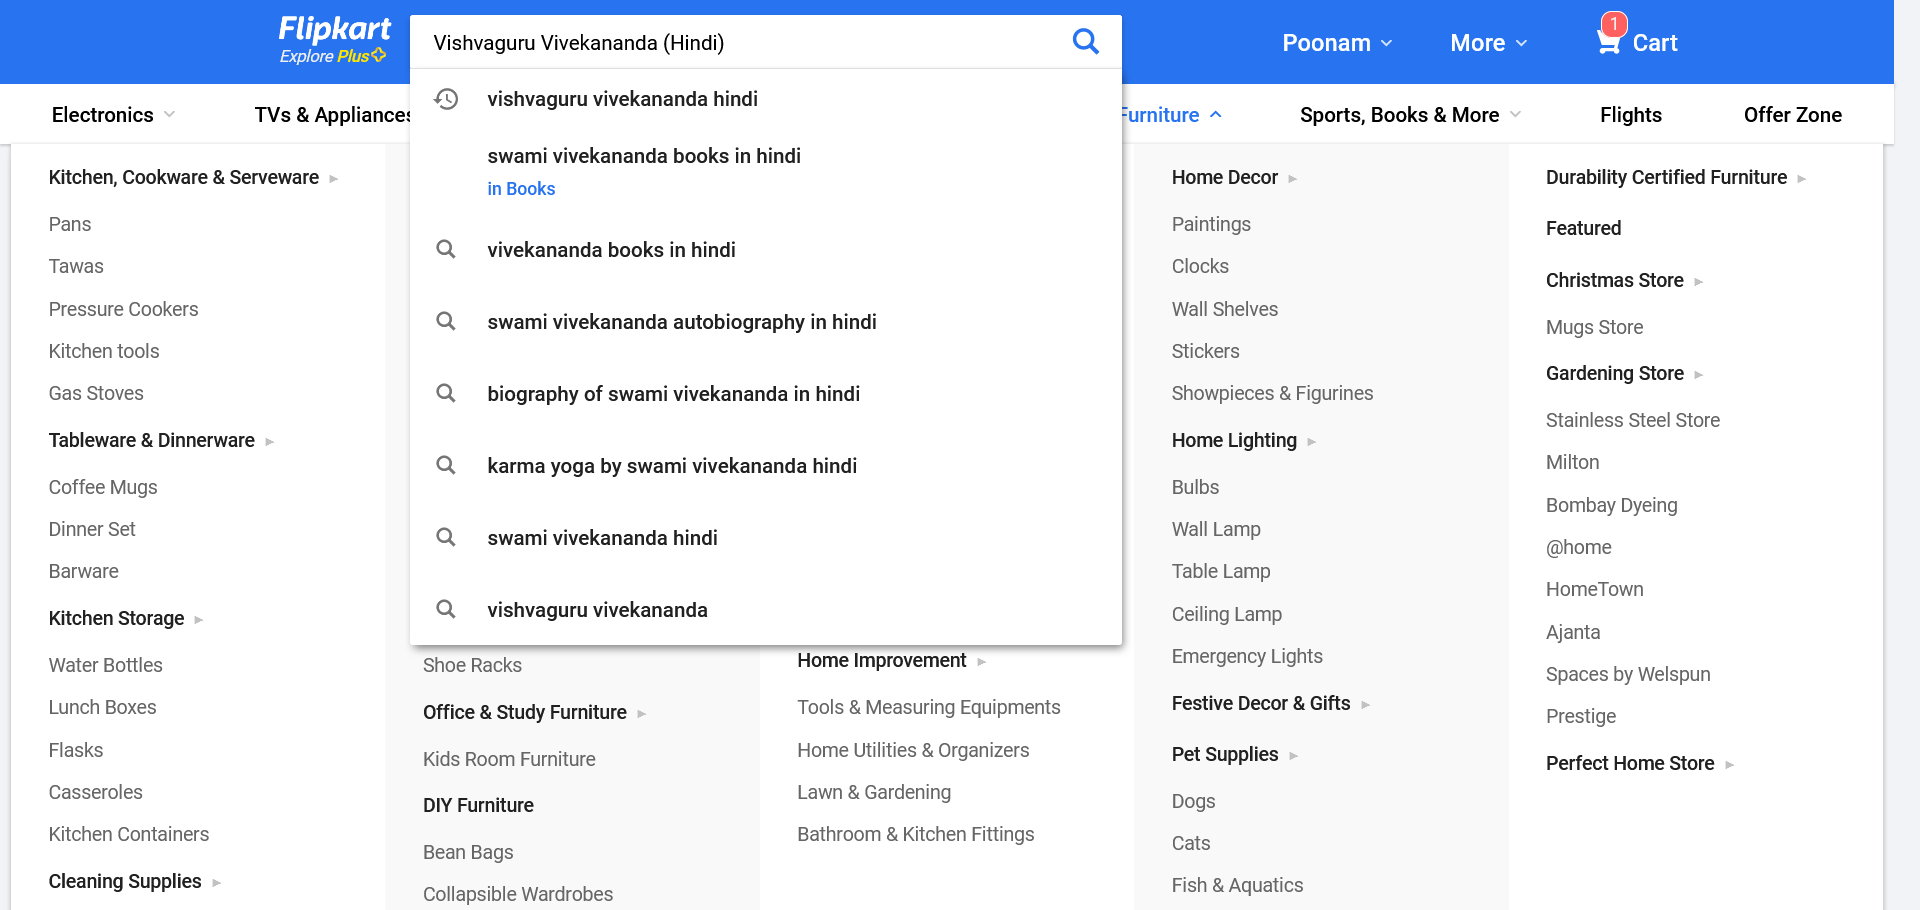 Flipkart
Explore Plus
Vishvaguru Vivekananda (Hindi)
Poonam
More
1
Cart
Electronics
TVs & Appliances
Furniture
Sports, Books & More
Flights
Offer Zone
vishvaguru vivekananda hindi
swami vivekananda books in hindi
in Books
vivekananda books in hindi
swami vivekananda autobiography in hindi
biography of swami vivekananda in hindi
karma yoga by swami vivekananda hindi
swami vivekananda hindi
vishvaguru vivekananda
Kitchen, Cookware & Serveware
Pans
Tawas
Pressure Cookers
Kitchen tools
Gas Stoves
Tableware & Dinnerware
Coffee Mugs
Dinner Set
Barware
Kitchen Storage
Water Bottles
Lunch Boxes
Flasks
Casseroles
Kitchen Containers
Cleaning Supplies
Shoe Racks
Office & Study Furniture
Kids Room Furniture
DIY Furniture
Bean Bags
Collapsible Wardrobes
Home Improvement
Tools & Measuring Equipments
Home Utilities & Organizers
Lawn & Gardening
Bathroom & Kitchen Fittings
Home Decor
Paintings
Clocks
Wall Shelves
Stickers
Showpieces & Figurines
Home Lighting
Bulbs
Wall Lamp
Table Lamp
Ceiling Lamp
Emergency Lights
Festive Decor & Gifts
Pet Supplies
Dogs
Cats
Fish & Aquatics
Durability Certified Furniture
Featured
Christmas Store
Mugs Store
Gardening Store
Stainless Steel Store
Milton
Bombay Dyeing
@home
HomeTown
Ajanta
Spaces by Welspun
Prestige
Perfect Home Store